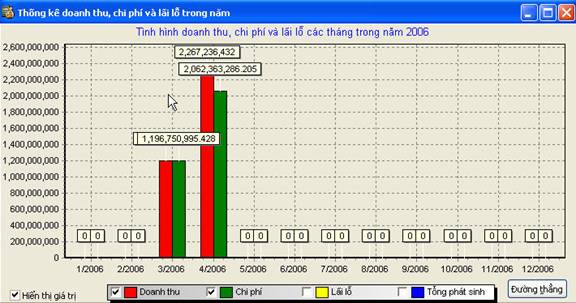 Thống kê doanh thu, chi phí và lãi lỗ trong năm
Tình hình doanh thu, chi phí và lãi lỗ các tháng trong năm 2006
2,600,000,000
2,400,000,000
2,200,000,000
2,000,000,000
1,800,000,000
1,600,000,000
1,400,000,000
1,200,000,000
1,000,000,000
800,000,000
600,000,000
400,000,000
200,000,000
0
2,267,236,432
2,062,363,286.205
1,196,750,995.428
0 0 0 0 0 0 0 0 0 0 0 0 0 0 0 0 0 0 0 0
1/2006 2/2006 3/2006 4/2006 5/2006 6/2006 7/2006 8/2006 9/2006 10/2006 11/2006 12/2006
Hiển thị giá trị
Doanh thu Chi phí Lãi lỗ Tổng phát sinh
Đường thẳng